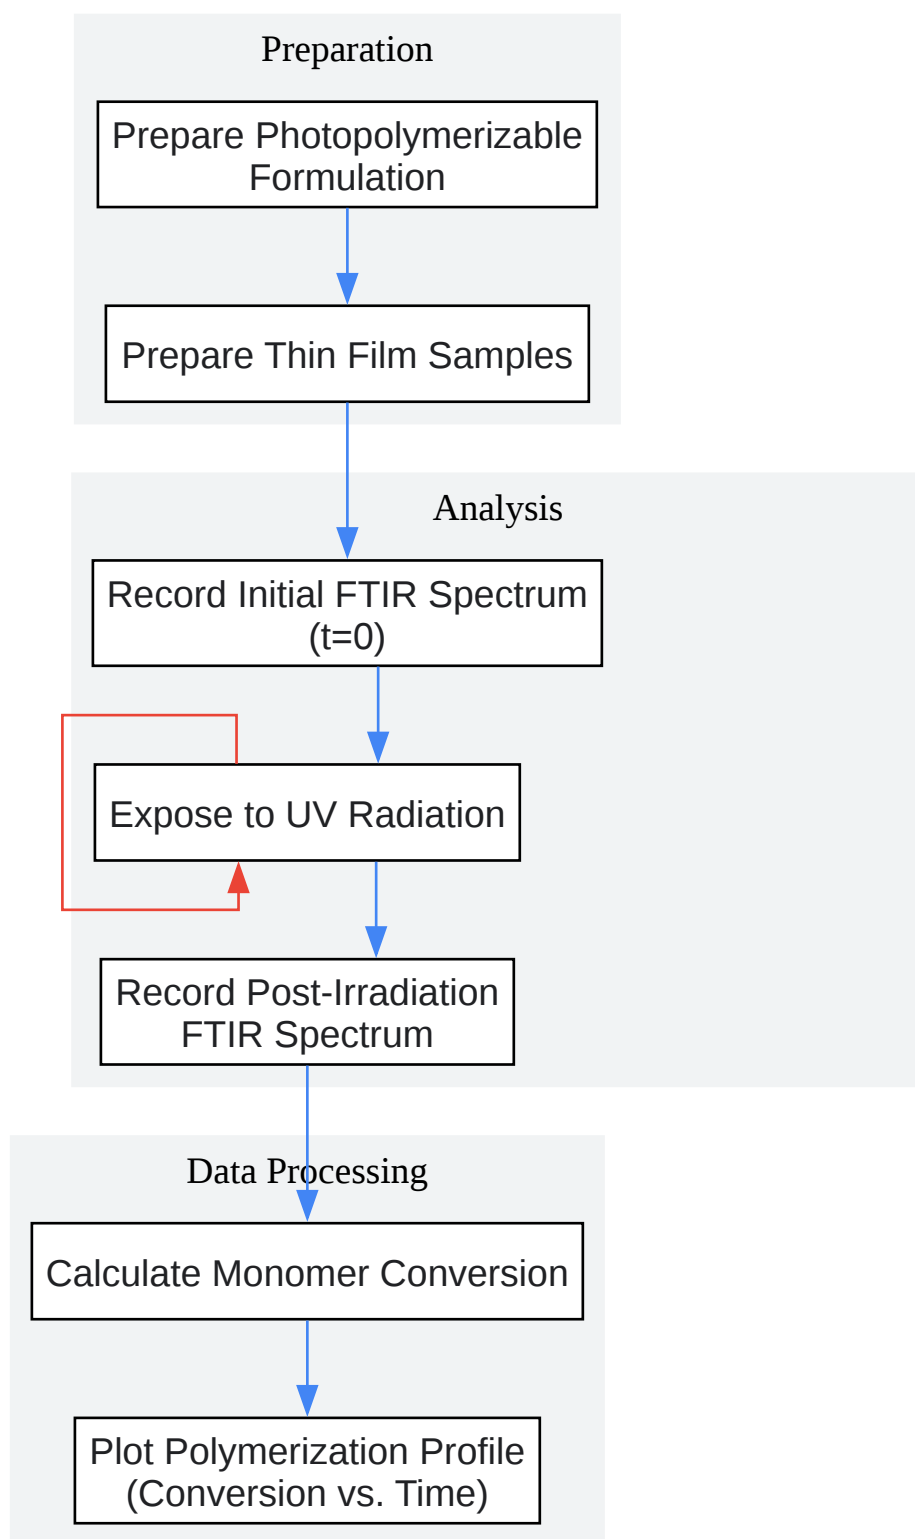 Preparation
Prepare Photopolymerizable
Formulation
Prepare Thin Film Samples
Analysis
Record Initial FTIR Spectrum
(t=0)
Expose to UV Radiation
Record Post-Irradiation
FTIR Spectrum
Data Processing
Calculate Monomer Conversion
Plot Polymerization Profile
(Conversion vs. Time)